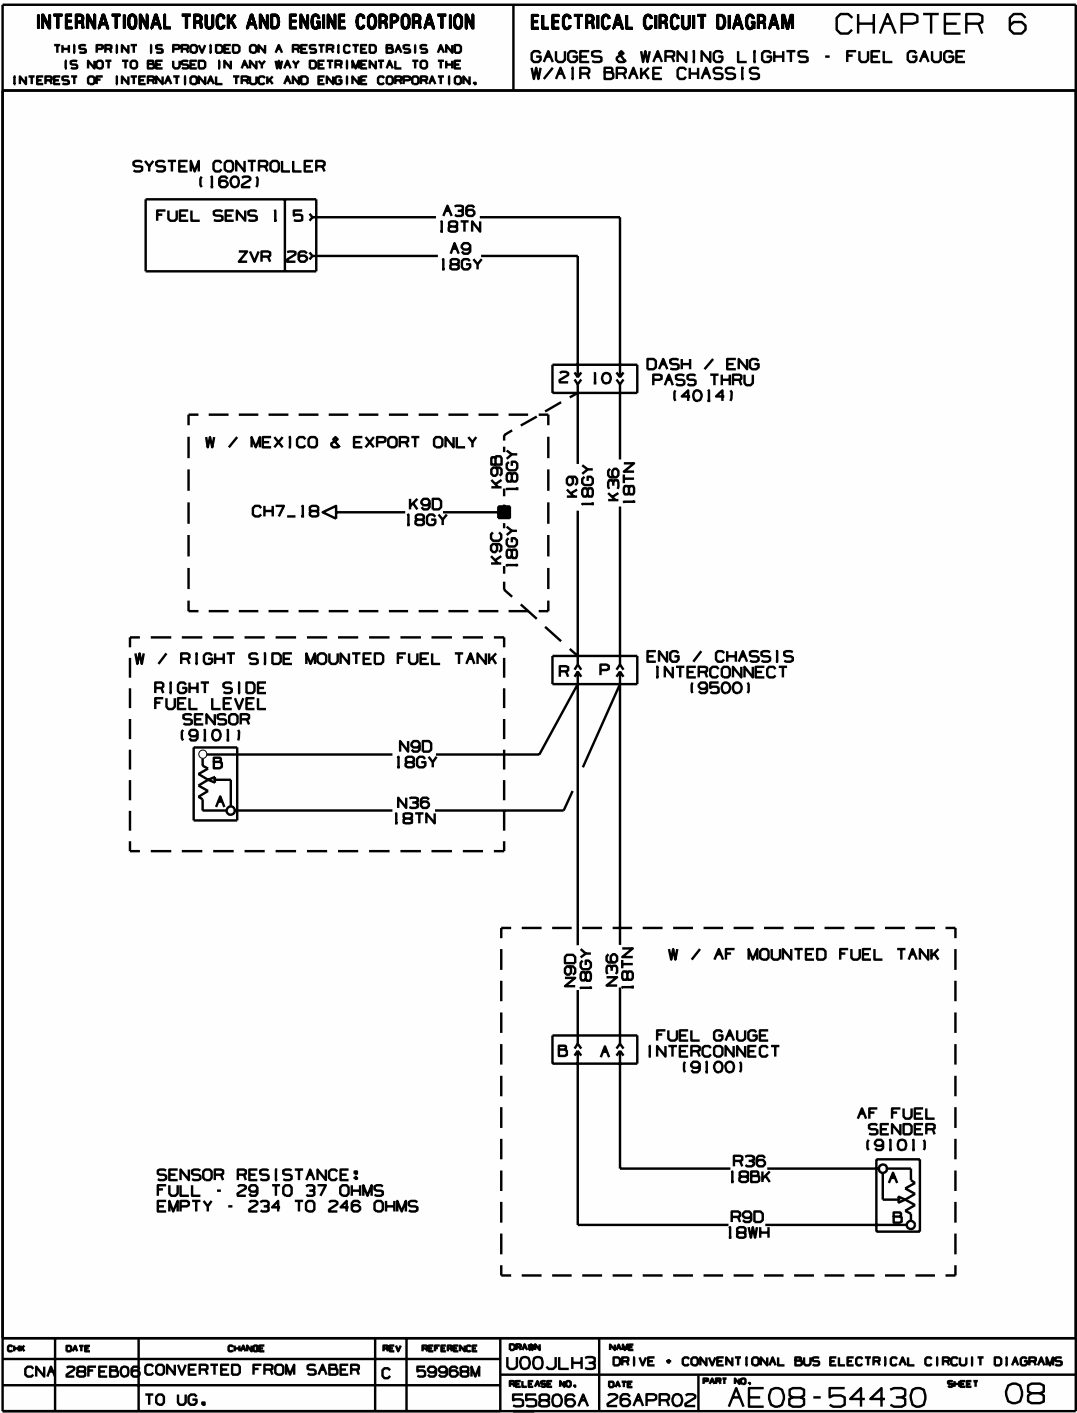 INTERNATIONAL TRUCK AND ENGINE CORPORATION
THIS PRINT IS PROVIDED ON A RESTRICTED BASIS AND
IS NOT TO BE USED IN ANY WAY DETRIMENTAL TO THE
INTEREST OF INTERNATIONAL TRUCK AND ENGINE CORPORATION.
ELECTRICAL CIRCUIT DIAGRAM CHAPTER 6
GAUGES & WARNING LIGHTS - FUEL GAUGE
W/AIR BRAKE CHASSIS
SYSTEM CONTROLLER
(1602)
FUEL SENS 1 5
A36
18TN
ZVR 26
A9
18GY
2 10
DASH / ENG
PASS THRU
(4014)
W / MEXICO & EXPORT ONLY
K9B
18GY
K9
18GY
K36
18TN
CH7_18
K9D
18GY
K9C
18GY
R P
ENG / CHASSIS
INTERCONNECT
(9500)
W / RIGHT SIDE MOUNTED FUEL TANK
RIGHT SIDE
FUEL LEVEL
SENSOR
(9101)
B
A
N9D
18GY
N36
18TN
W / AF MOUNTED FUEL TANK
N9D
18GY
N36
18TN
B A
FUEL GAUGE
INTERCONNECT
(9100)
AF FUEL
SENDER
(9101)
A
B
R36
18BK
R9D
18WH
SENSOR RESISTANCE:
FULL - 29 TO 37 OHMS
EMPTY - 234 TO 246 OHMS
CHK DATE CHANGE REV REFERENCE
CNA 28FEB06 CONVERTED FROM SABER C 59968M
TO UG.
DRAWN
U00JLH3
NAME
DRIVE • CONVENTIONAL BUS ELECTRICAL CIRCUIT DIAGRAMS
RELEASE NO.
55806A
DATE
26APR02
PART NO.
AE08-54430
SHEET 08